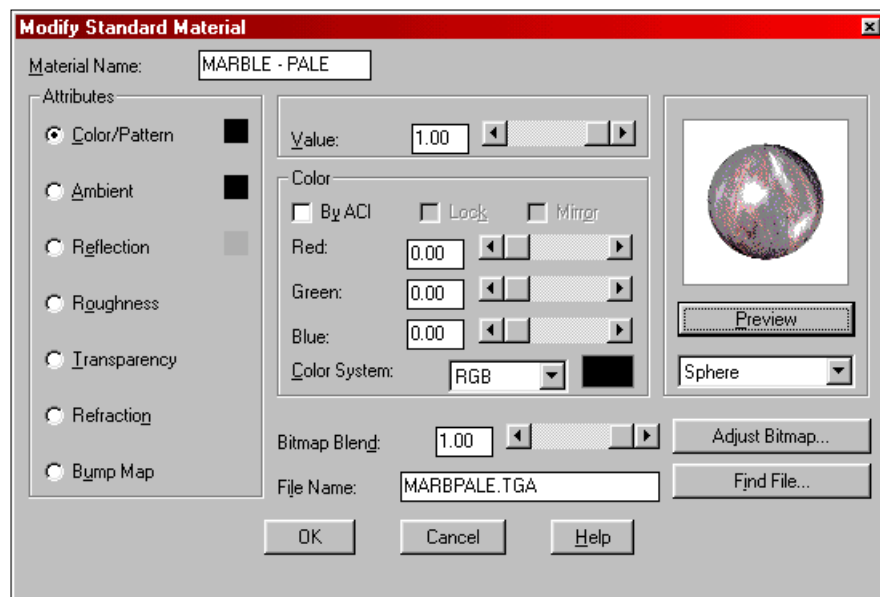 Modify Standard Material
Material Name: MARBLE - PALE
Attributes
Color/Pattern
Ambient
Reflection
Roughness
Transparency
Refraction
Bump Map
Value: 1.00
Color
By ACI Lock Mirror
Red: 0.00
Green: 0.00
Blue: 0.00
Color System: RGB
Preview
Sphere
Bitmap Blend: 1.00
Adjust Bitmap...
File Name: MARBPALE.TGA
Find File...
OK Cancel Help